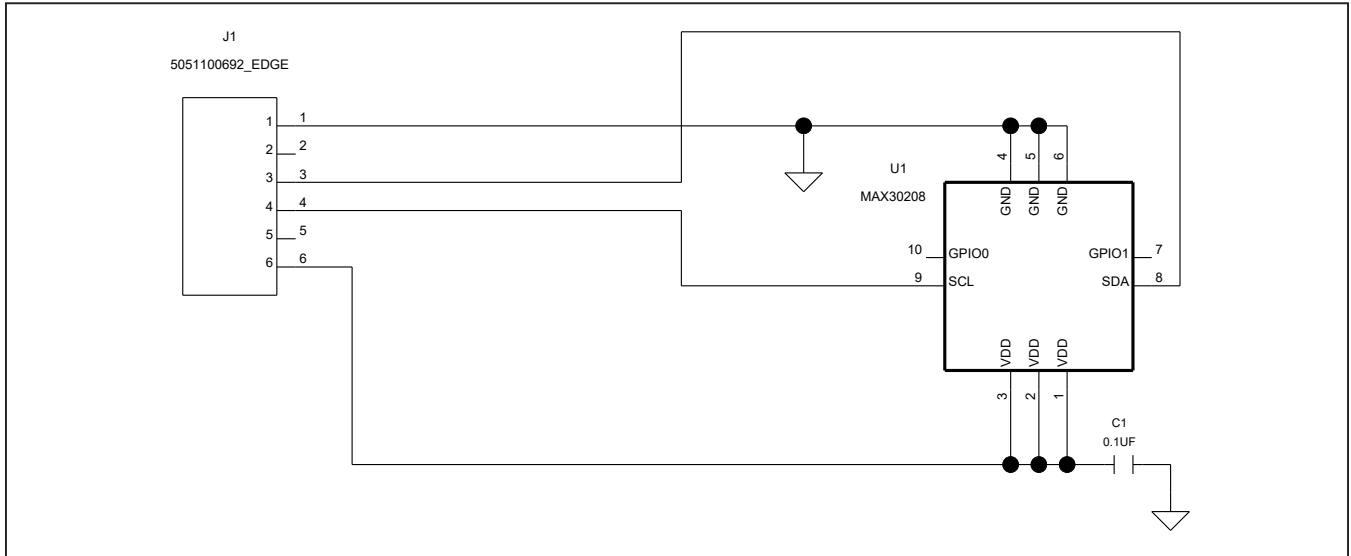 J1
5051100692_EDGE
1 1
2 2
3 3
4 4
5 5
6 6
U1
MAX30208
4 5 6
GND GND GND
10 GPIO0 GPIO1 7
9 SCL SDA 8
VDD VDD VDD
3 2 1
C1
0.1UF